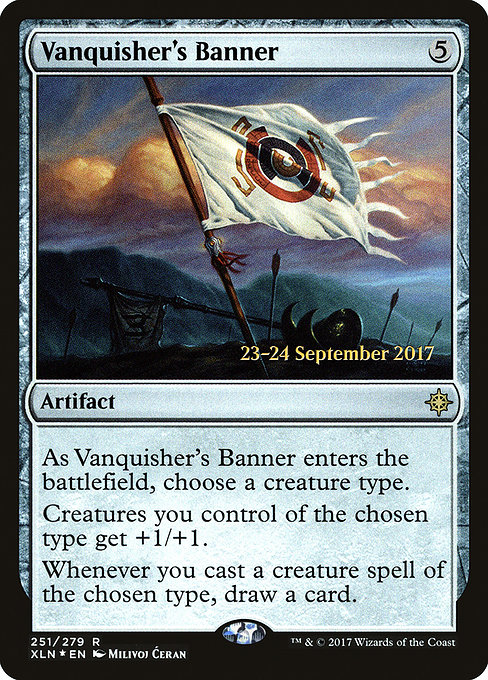 Vanquisher's Banner 5
23–24 September 2017
Artifact
As Vanquisher's Banner enters the
battlefield, choose a creature type.
Creatures you control of the chosen
type get +1/+1.
Whenever you cast a creature spell of
the chosen type, draw a card.
251/279 R
XLN ★ EN Milivoj Ćeran
™ & © 2017 Wizards of the Coast